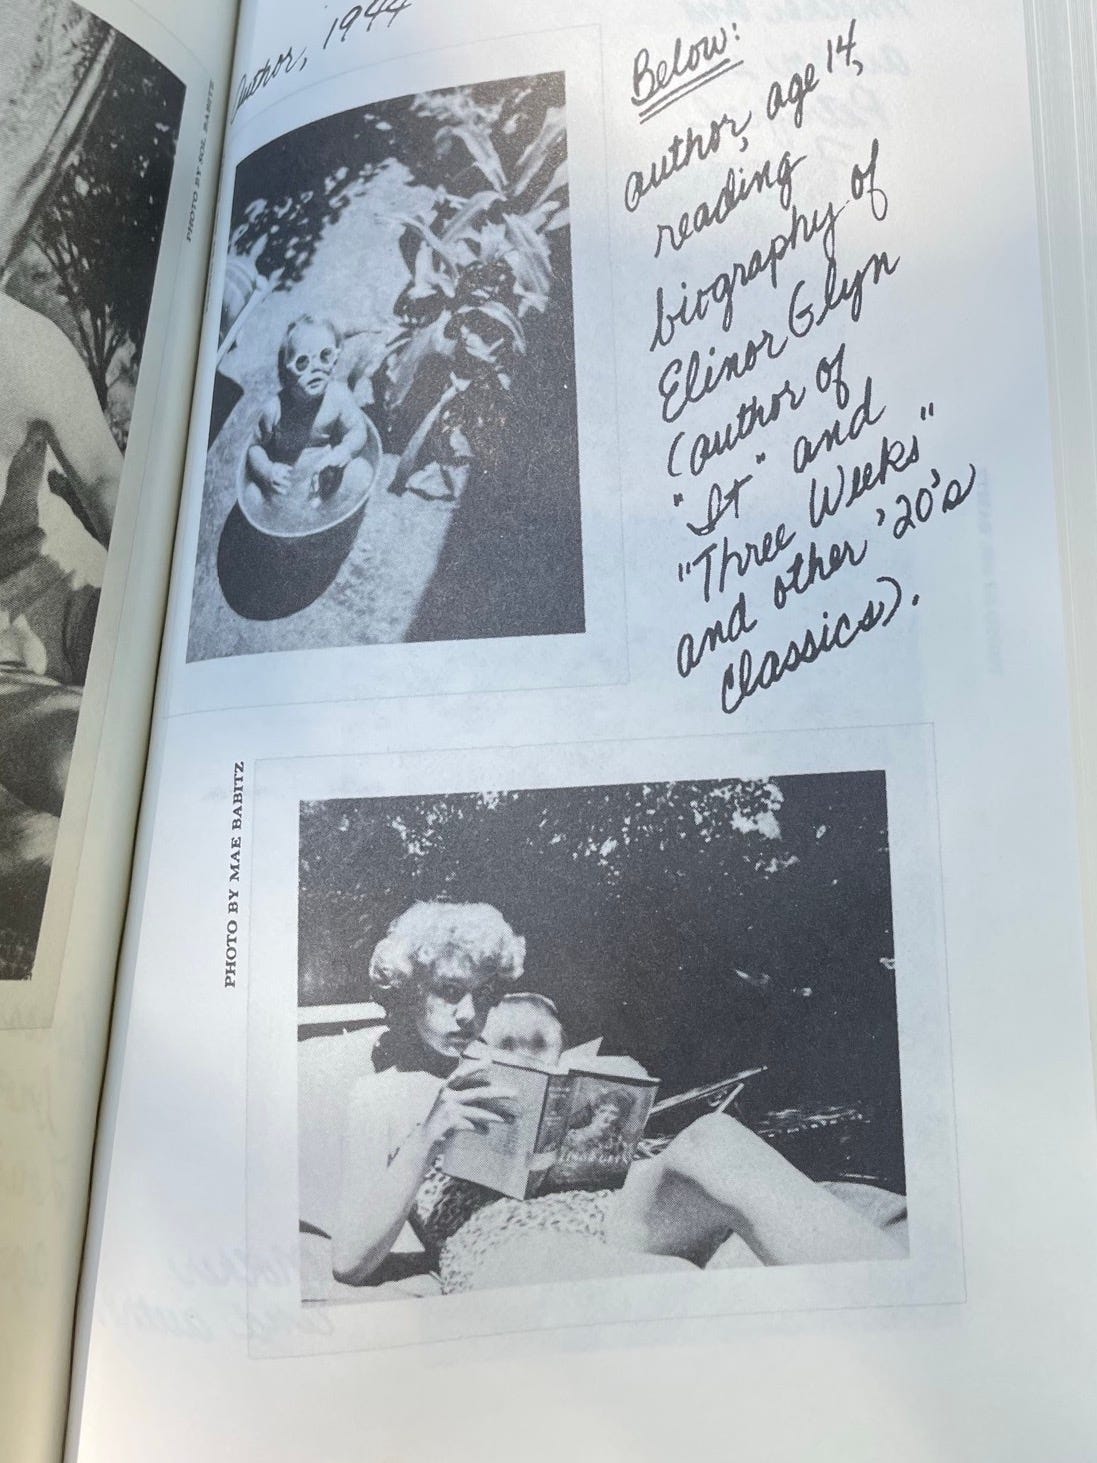 Author, 1944
PHOTO BY SOL BABITZ
Below:
author, age 14,
reading
biography of
Elinor Glyn
(author of
"It" and
"Three Weeks"
and other '20's
classics).
PHOTO BY MAE BABITZ